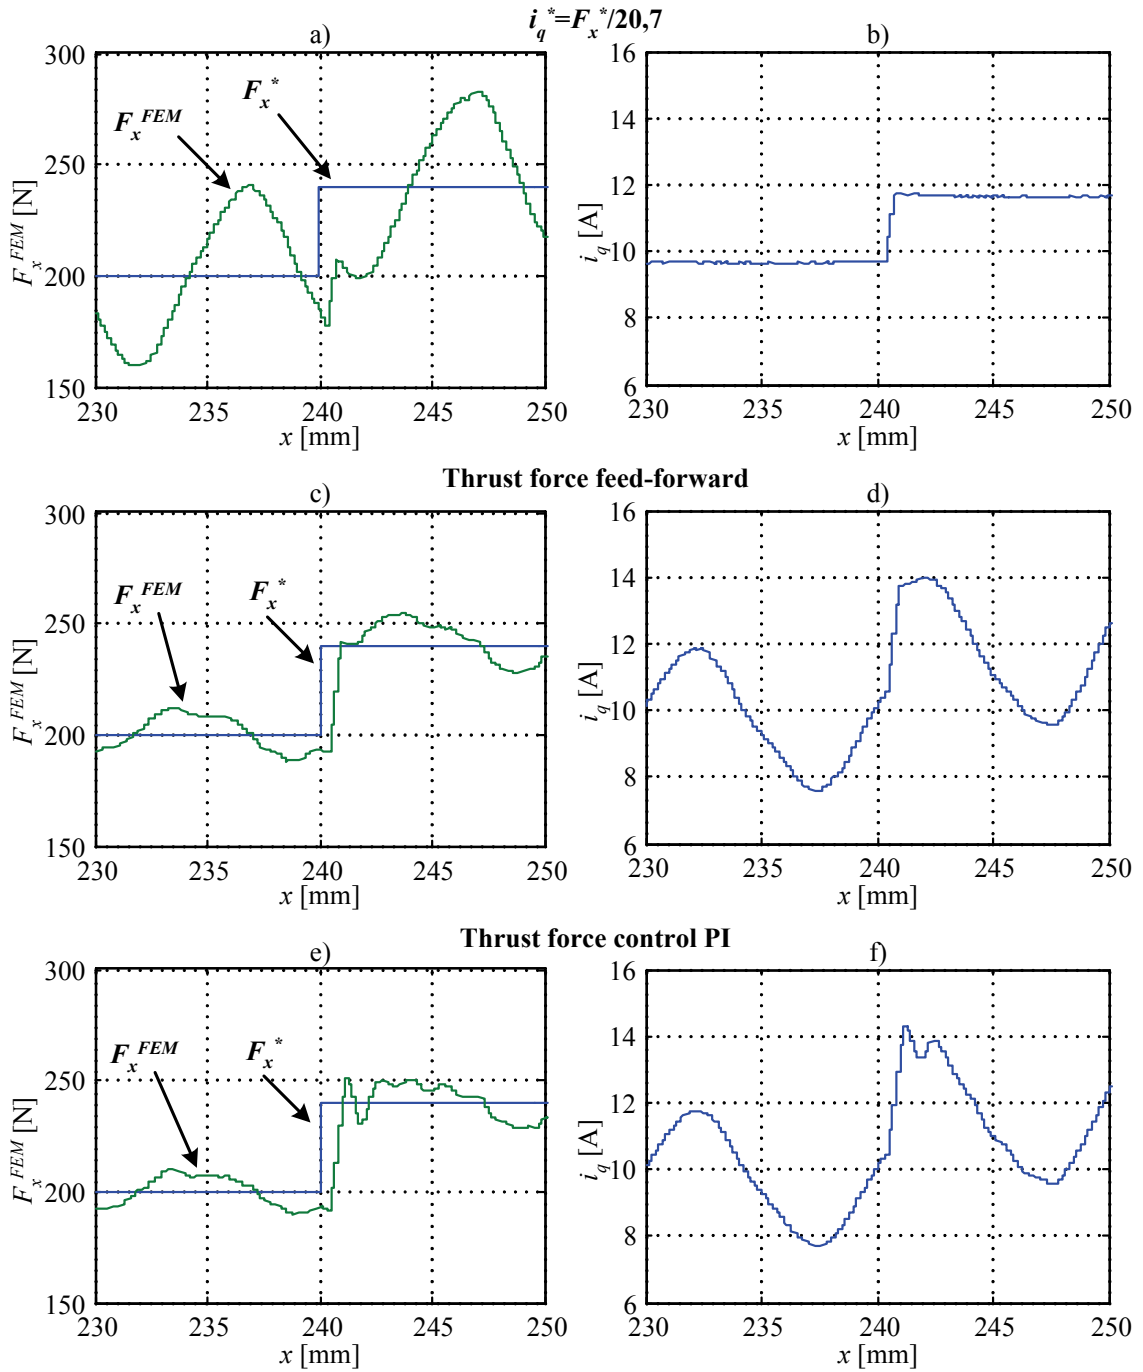 i_q^*=F_x^*/20,7
a)
b)
300
250
200
150
F_x^FEM [N]
F_x^FEM
F_x^*
230
235
240
245
250
x [mm]
16
14
12
10
8
6
i_q [A]
230
235
240
245
250
x [mm]
Thrust force feed-forward
c)
d)
300
250
200
150
F_x^FEM [N]
F_x^FEM
F_x^*
230
235
240
245
250
x [mm]
16
14
12
10
8
6
i_q [A]
230
235
240
245
250
x [mm]
Thrust force control PI
e)
f)
300
250
200
150
F_x^FEM [N]
F_x^FEM
F_x^*
230
235
240
245
250
x [mm]
16
14
12
10
8
6
i_q [A]
230
235
240
245
250
x [mm]